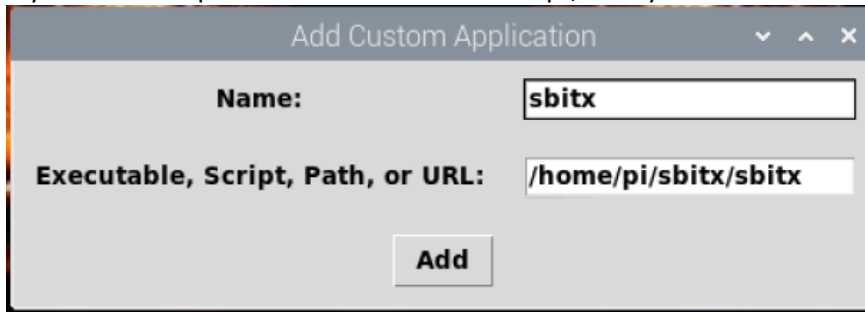 Add Custom Application
Name: sbitx
Executable, Script, Path, or URL: /home/pi/sbitx/sbitx
Add